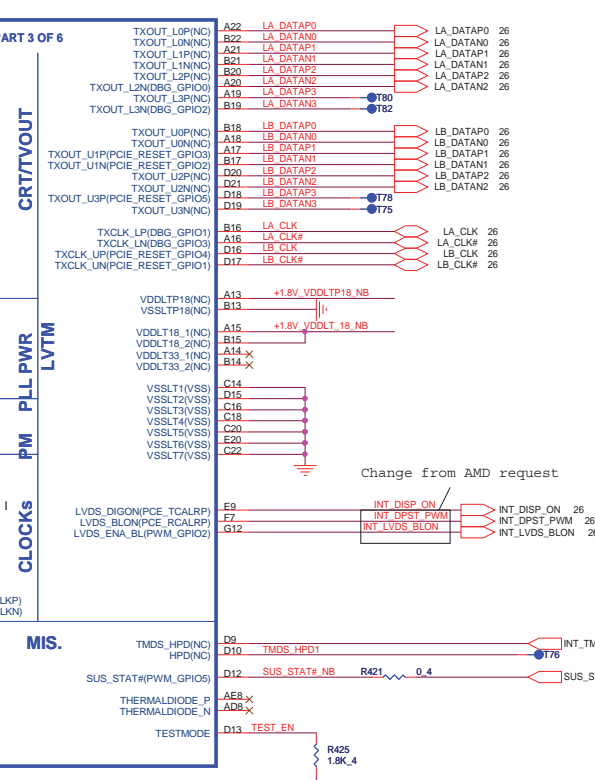 PART 3 OF 6
CRT/TVOUT
TXOUT_L0P(NC) A22 LA_DATAP0 LA_DATAP0 26
TXOUT_L0N(NC) B22 LA_DATAN0 LA_DATAN0 26
TXOUT_L1P(NC) A21 LA_DATAP1 LA_DATAP1 26
TXOUT_L1N(NC) B21 LA_DATAN1 LA_DATAN1 26
TXOUT_L2P(NC) B20 LA_DATAP2 LA_DATAP2 26
TXOUT_L2N(DBG_GPIO0) A20 LA_DATAN2 LA_DATAN2 26
TXOUT_L3P(NC) A19 LA_DATAP3 T80
TXOUT_L3N(DBG_GPIO2) B19 LA_DATAN3 T82
TXOUT_U0P(NC) B18 LB_DATAP0 LB_DATAP0 26
TXOUT_U0N(NC) A18 LB_DATAN0 LB_DATAN0 26
TXOUT_U1P(PCIE_RESET_GPIO3) A17 LB_DATAP1 LB_DATAP1 26
TXOUT_U1N(PCIE_RESET_GPIO2) B17 LB_DATAN1 LB_DATAN1 26
TXOUT_U2P(NC) D20 LB_DATAP2 LB_DATAP2 26
TXOUT_U2N(NC) D21 LB_DATAN2 LB_DATAN2 26
TXOUT_U3P(PCIE_RESET_GPIO5) D18 LB_DATAP3 T78
TXOUT_U3N(NC) D19 LB_DATAN3 T75
TXCLK_LP(DBG_GPIO1) B16 LA_CLK LA_CLK 26
TXCLK_LN(DBG_GPIO3) A16 LA_CLK# LA_CLK# 26
TXCLK_UP(PCIE_RESET_GPIO4) D16 LB_CLK LB_CLK 26
TXCLK_UN(PCIE_RESET_GPIO1) D17 LB_CLK# LB_CLK# 26
PLL PWR
LVTM
VDDLTP18(NC) A13 +1.8V_VDDLTP18_NB
VSSLTP18(NC) B13
VDDLT18_1(NC) A15 +1.8V_VDDLT_18_NB
VDDLT18_2(NC) B15
VDDLT33_1(NC) A14
VDDLT33_2(NC) B14
VSSLT1(VSS) C14
VSSLT2(VSS) D15
VSSLT3(VSS) C16
VSSLT4(VSS) C18
VSSLT5(VSS) C20
VSSLT6(VSS) E20
VSSLT7(VSS) C22
PM
Change from AMD request
CLOCKs
LVDS_DIGON(PCE_TCALRP) E9 INT_DISP_ON INT_DISP_ON 26
LVDS_BLON(PCE_RCALRP) F7 INT_DPST_PWM INT_DPST_PWM 26
LVDS_ENA_BL(PWM_GPIO2) G12 INT_LVDS_BLON INT_LVDS_BLON 26
LKP)
LKN)
MIS.
TMDS_HPD(NC) D9 INT_TM
HPD(NC) D10 TMDS_HPD1 T76
SUS_STAT#(PWM_GPIO5) D12 SUS_STAT#_NB R421 0_4 SUS_S
THERMALDIODE_P AE8
THERMALDIODE_N AD8
TESTMODE D13 TEST_EN
R425
1.8K_4